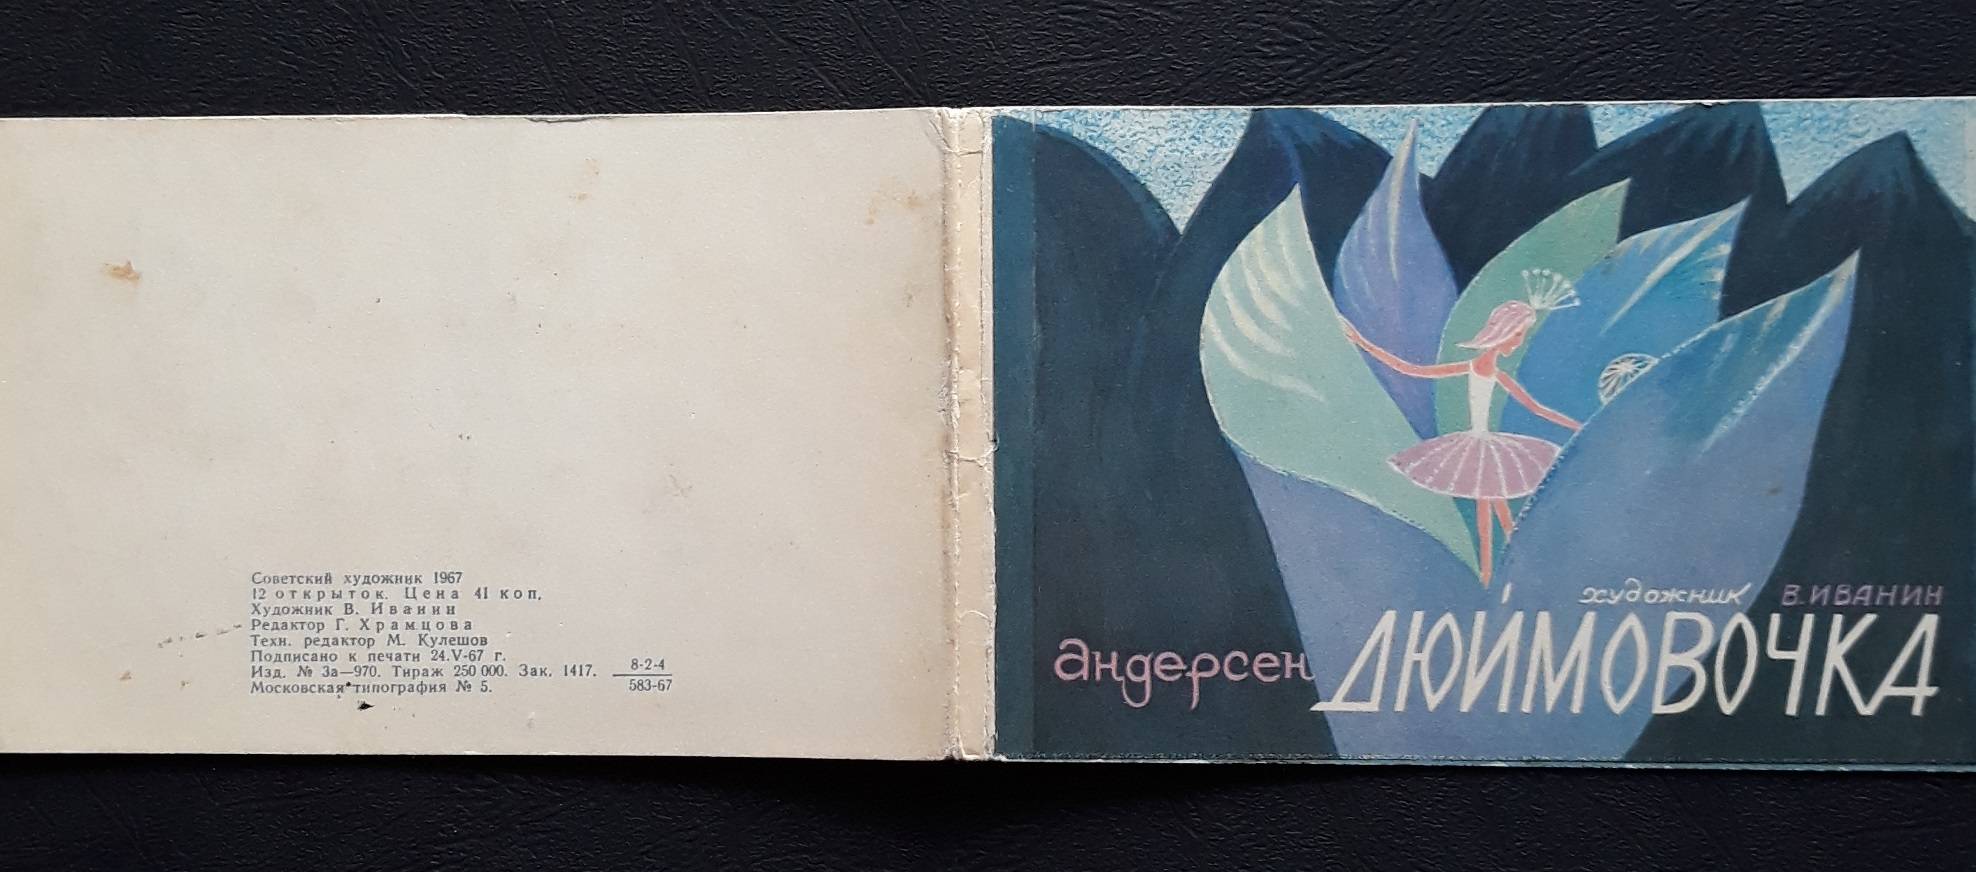 Советский художник 1967
12 открыток. Цена 41 коп.
Художник В. Иванин
Редактор Г. Храмцова
Техн. редактор М. Кулешов
Подписано к печати 24.V-67 г.
Изд. № 3а—970. Тираж 250 000. Зак. 1417. 8-2-4
Московская типография № 5. 583-67
художник В. ИВАНИН
андерсен ДЮЙМОВОЧКА